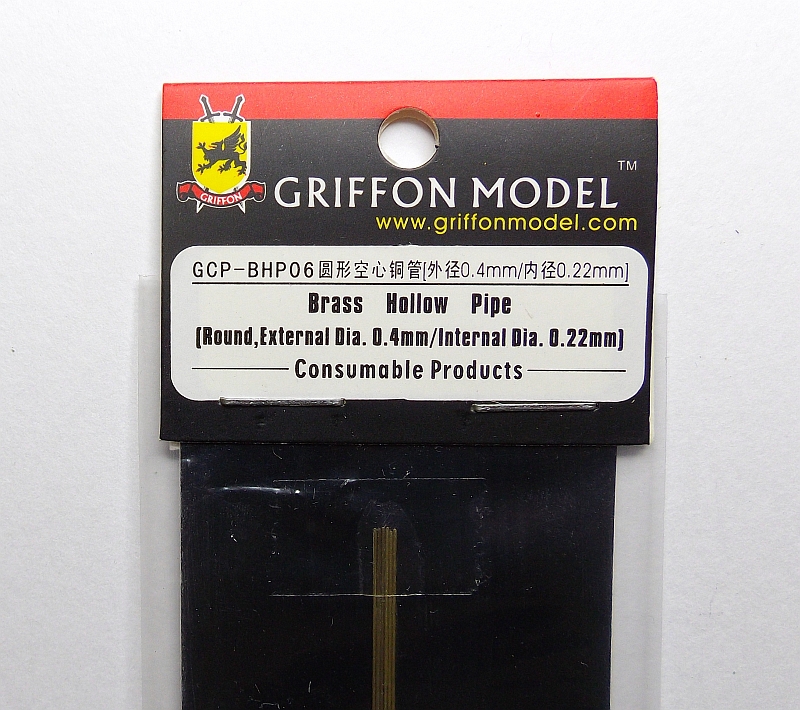 GRIFFON
GRIFFON MODEL TM
www.griffonmodel.com
GCP-BHP06圆形空心铜管[外径0.4mm/内径0.22mm]
Brass Hollow Pipe
(Round,External Dia. 0.4mm/Internal Dia. 0.22mm)
Consumable Products